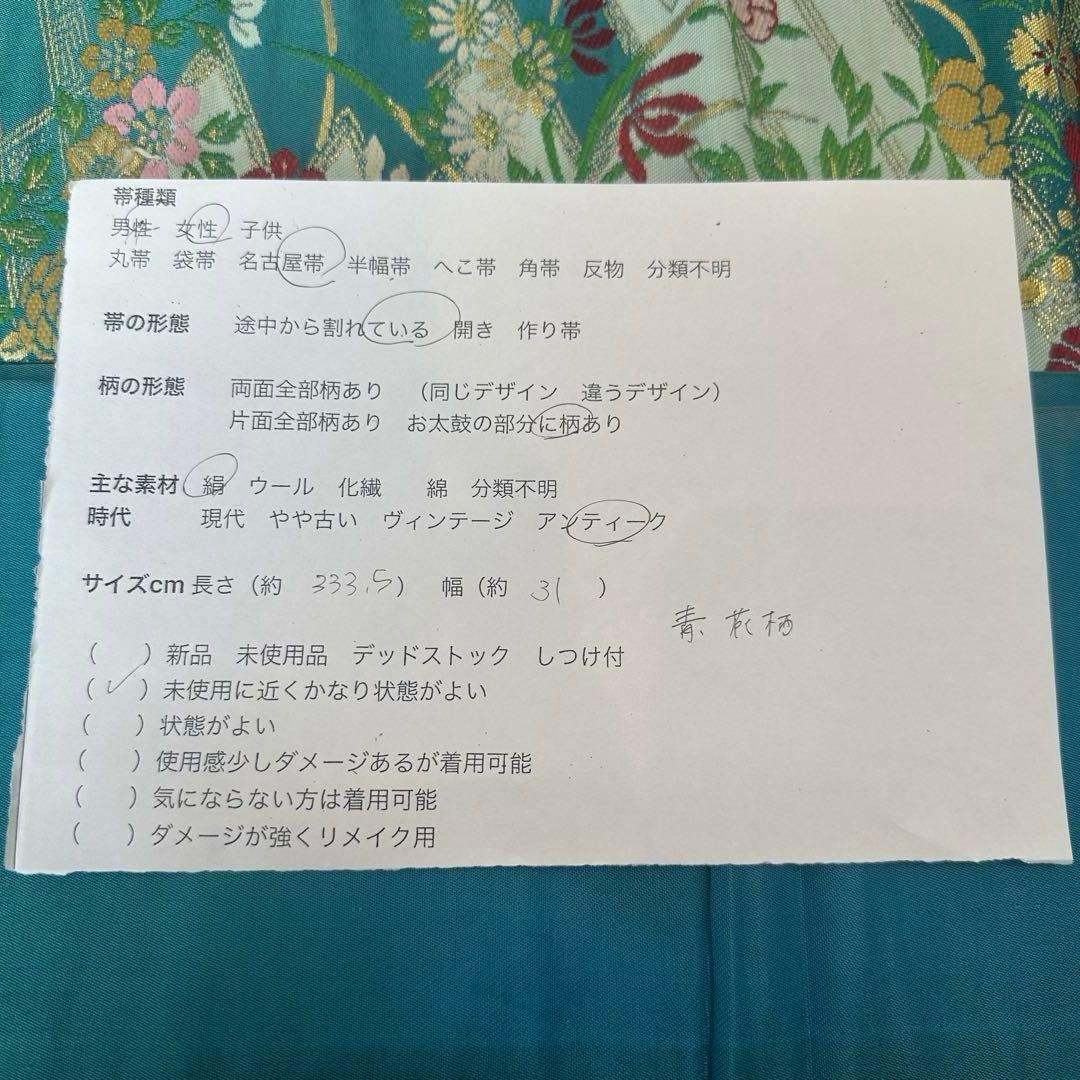 帯種類
男性 女性 子供
丸帯 袋帯 名古屋帯 半幅帯 へこ帯 角帯 反物 分類不明
帯の形態 途中から割れている 開き 作り帯
柄の形態 両面全部柄あり （同じデザイン 違うデザイン）
片面全部柄あり お太鼓の部分に柄あり
主な素材 絹 ウール 化繊 綿 分類不明
時代 現代 やや古い ヴィンテージ アンティーク
サイズcm 長さ（約 333.5） 幅（約 31 ）
青、花柄
（ ）新品 未使用品 デッドストック しつけ付
（✓）未使用に近くかなり状態がよい
（ ）状態がよい
（ ）使用感少しダメージあるが着用可能
（ ）気にならない方は着用可能
（ ）ダメージが強くリメイク用